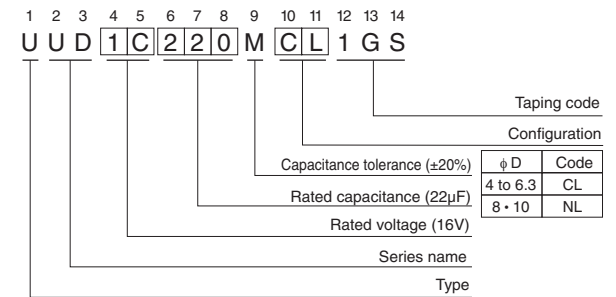 1 2 3 4 5 6 7 8 9 10 11 12 13 14
U U D 1 C 2 2 0 M C L 1 G S
Taping code
Configuration
Capacitance tolerance (±20%)
ϕ D Code
4 to 6.3 CL
8 • 10 NL
Rated capacitance (22µF)
Rated voltage (16V)
Series name
Type